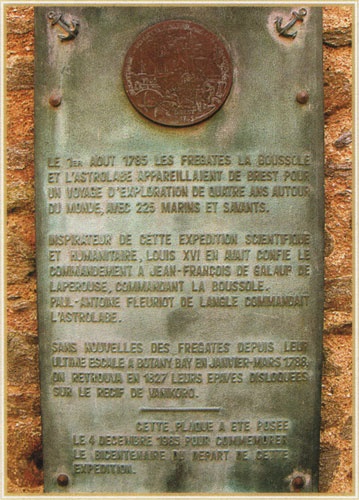 LE 1ER AOUT 1785 LES FREGATES LA BOUSSOLE
ET L'ASTROLABE APPAREILLAIENT DE BREST POUR
UN VOYAGE D'EXPLORATION DE QUATRE ANS AUTOUR
DU MONDE, AVEC 225 MARINS ET SAVANTS.
INSPIRATEUR DE CETTE EXPEDITION SCIENTIFIQUE
ET HUMANITAIRE, LOUIS XVI EN AVAIT CONFIE LE
COMMANDEMENT A JEAN-FRANCOIS DE GALAUP DE
LAPEROUSE, COMMANDANT LA BOUSSOLE.
PAUL-ANTOINE FLEURIOT DE LANGLE COMMANDAIT
L'ASTROLABE.
SANS NOUVELLES DES FREGATES DEPUIS LEUR
ULTIME ESCALE A BOTANY BAY EN JANVIER-MARS 1788,
ON RETROUVA EN 1827 LEURS EPAVES DISLOQUEES
SUR LE RECIF DE VANIKORO.
CETTE PLAQUE A ETE POSEE
LE 4 DECEMBRE 1985 POUR COMMEMORER
LE BICENTENAIRE DU DEPART DE CETTE
EXPEDITION.